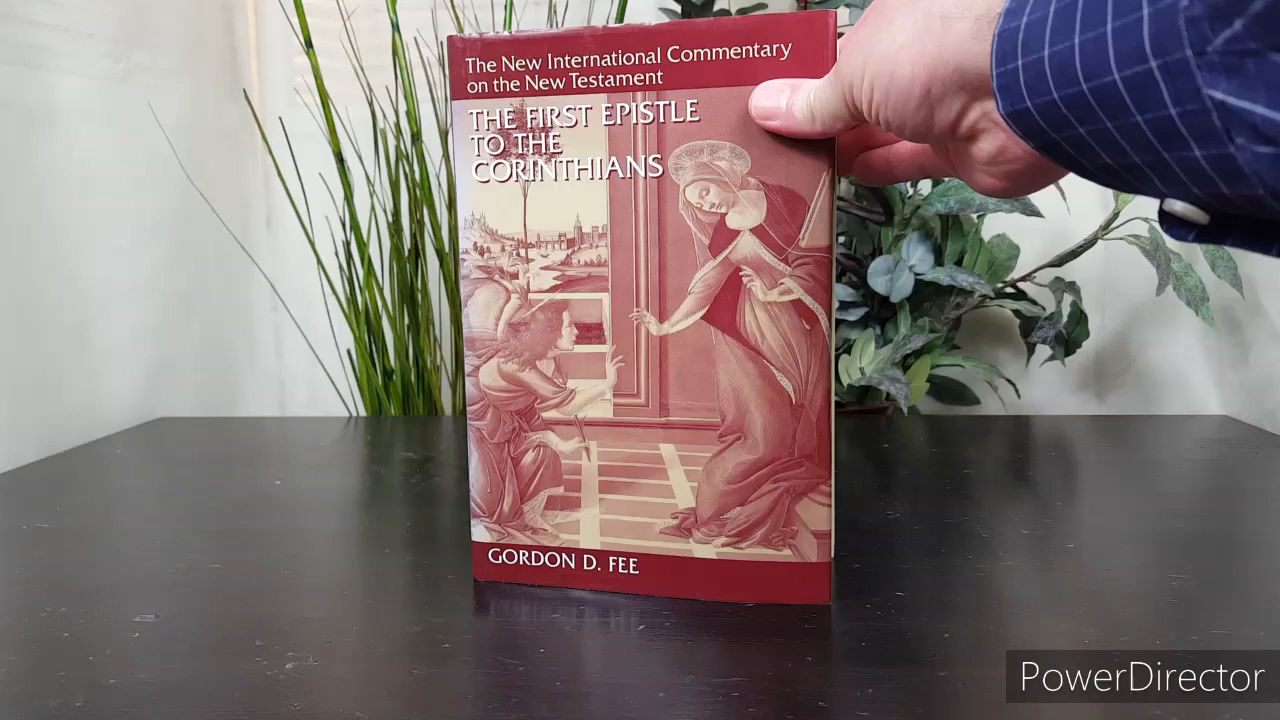 The New International Commentary
on the New Testament
THE FIRST EPISTLE
TO THE
CORINTHIANS
GORDON D. FEE
PowerDirector